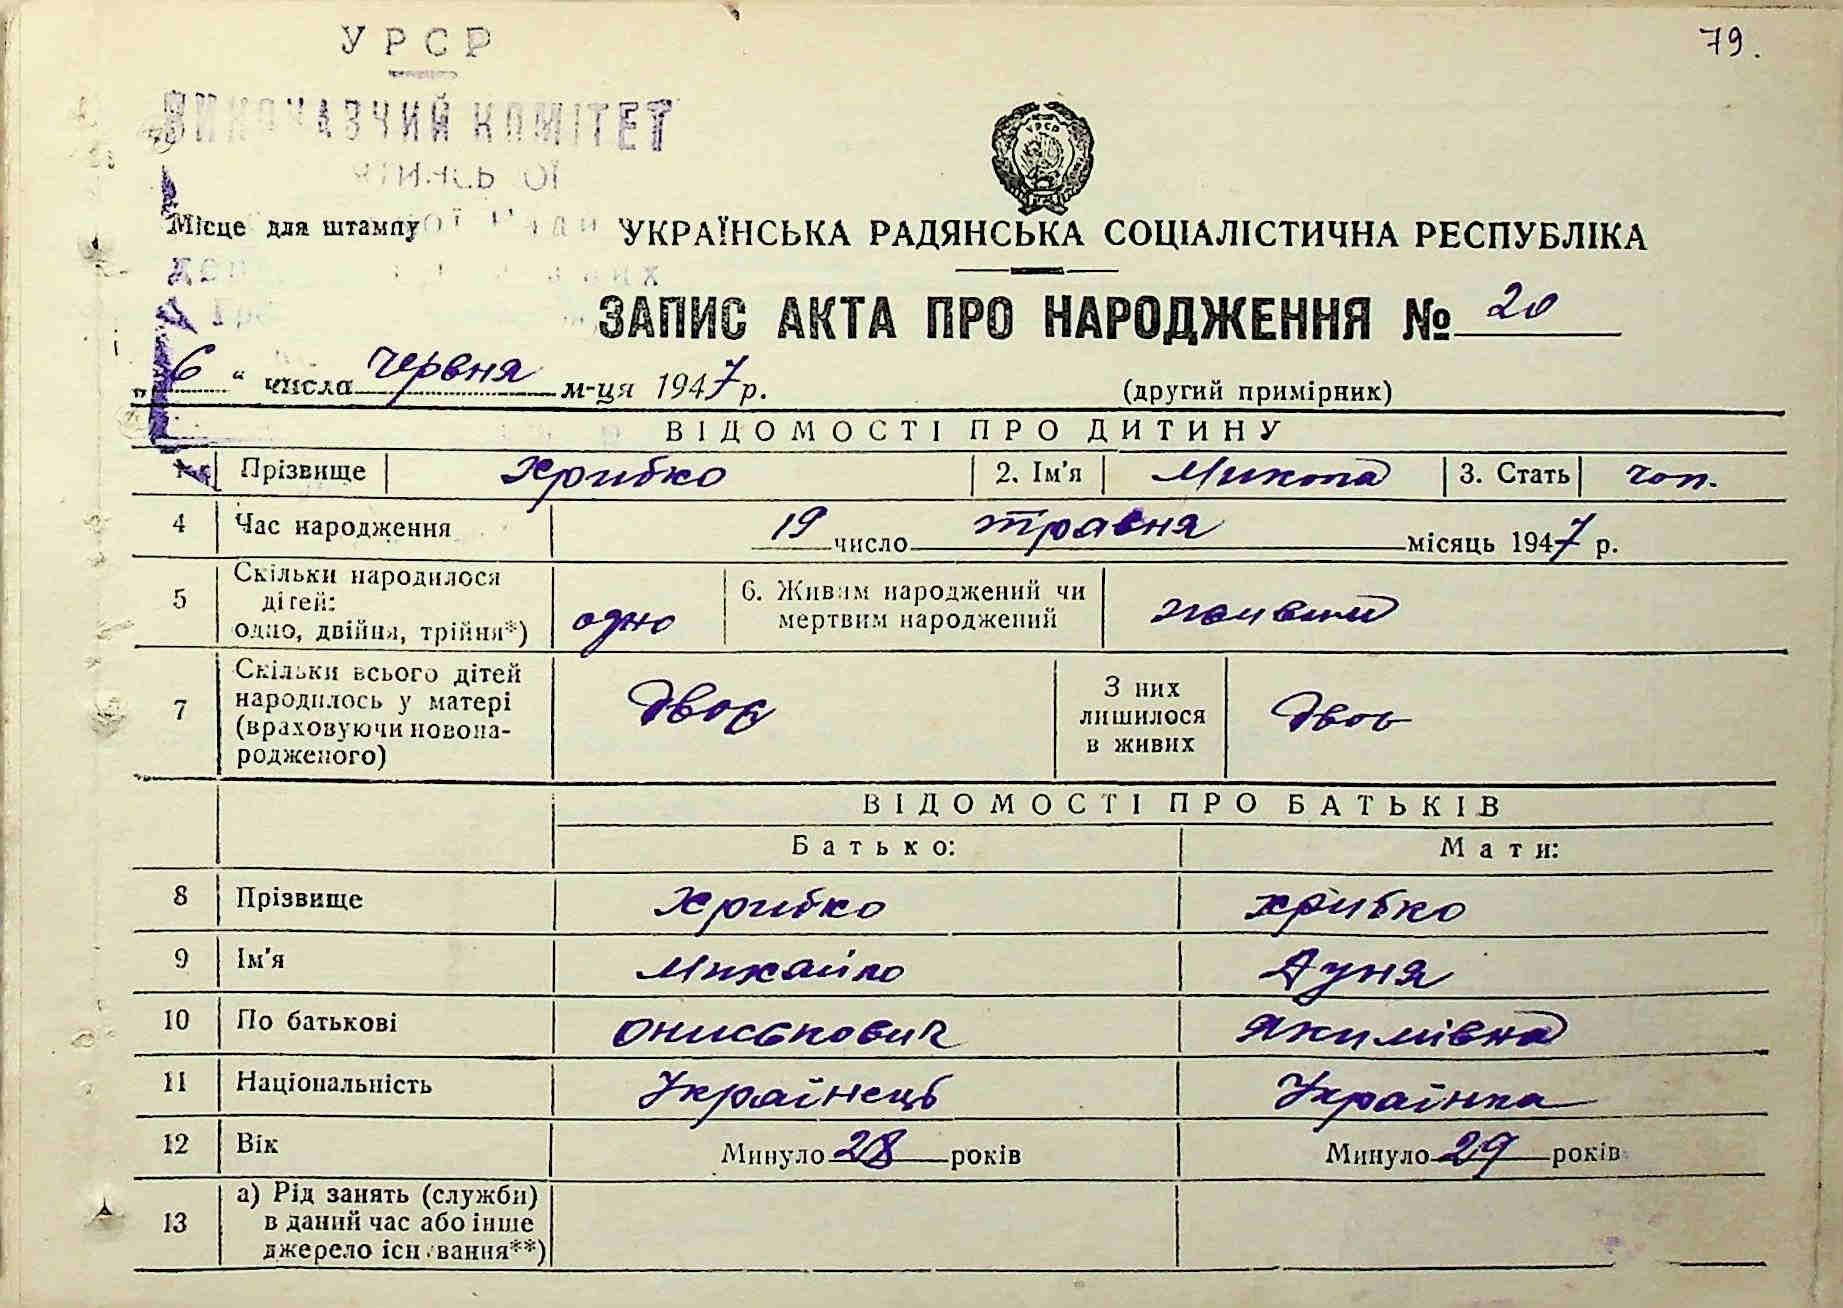 79.
УРСР
ВИКОНАВЧИЙ КОМІТЕТ
УРСР
Місце для штампу
УКРАЇНСЬКА РАДЯНСЬКА СОЦІАЛІСТИЧНА РЕСПУБЛІКА
ЗАПИС АКТА ПРО НАРОДЖЕННЯ № 20
„6“ числа червня м-ця 1947 р. (другий примірник)
ВІДОМОСТІ ПРО ДИТИНУ
Прізвище Хрибко 2. Ім'я Микола 3. Стать чол.
4 Час народження 19 число травня місяць 1947 р.
5 Скільки народилося дітей: одно, двійня, трійня*) одно 6. Живим народжений чи мертвим народжений живим
7 Скільки всього дітей народилось у матері (враховуючи новонародженого) двоє З них лишилося в живих двоє
ВІДОМОСТІ ПРО БАТЬКІВ
Батько: Мати:
8 Прізвище Хрибко Хрибко
9 Ім'я Михайло Дуня
10 По батькові Ониськович Якимівна
11 Національність Українець Українка
12 Вік Минуло 28 років Минуло 29 років
13 а) Рід занять (служби) в даний час або інше джерело існування**)